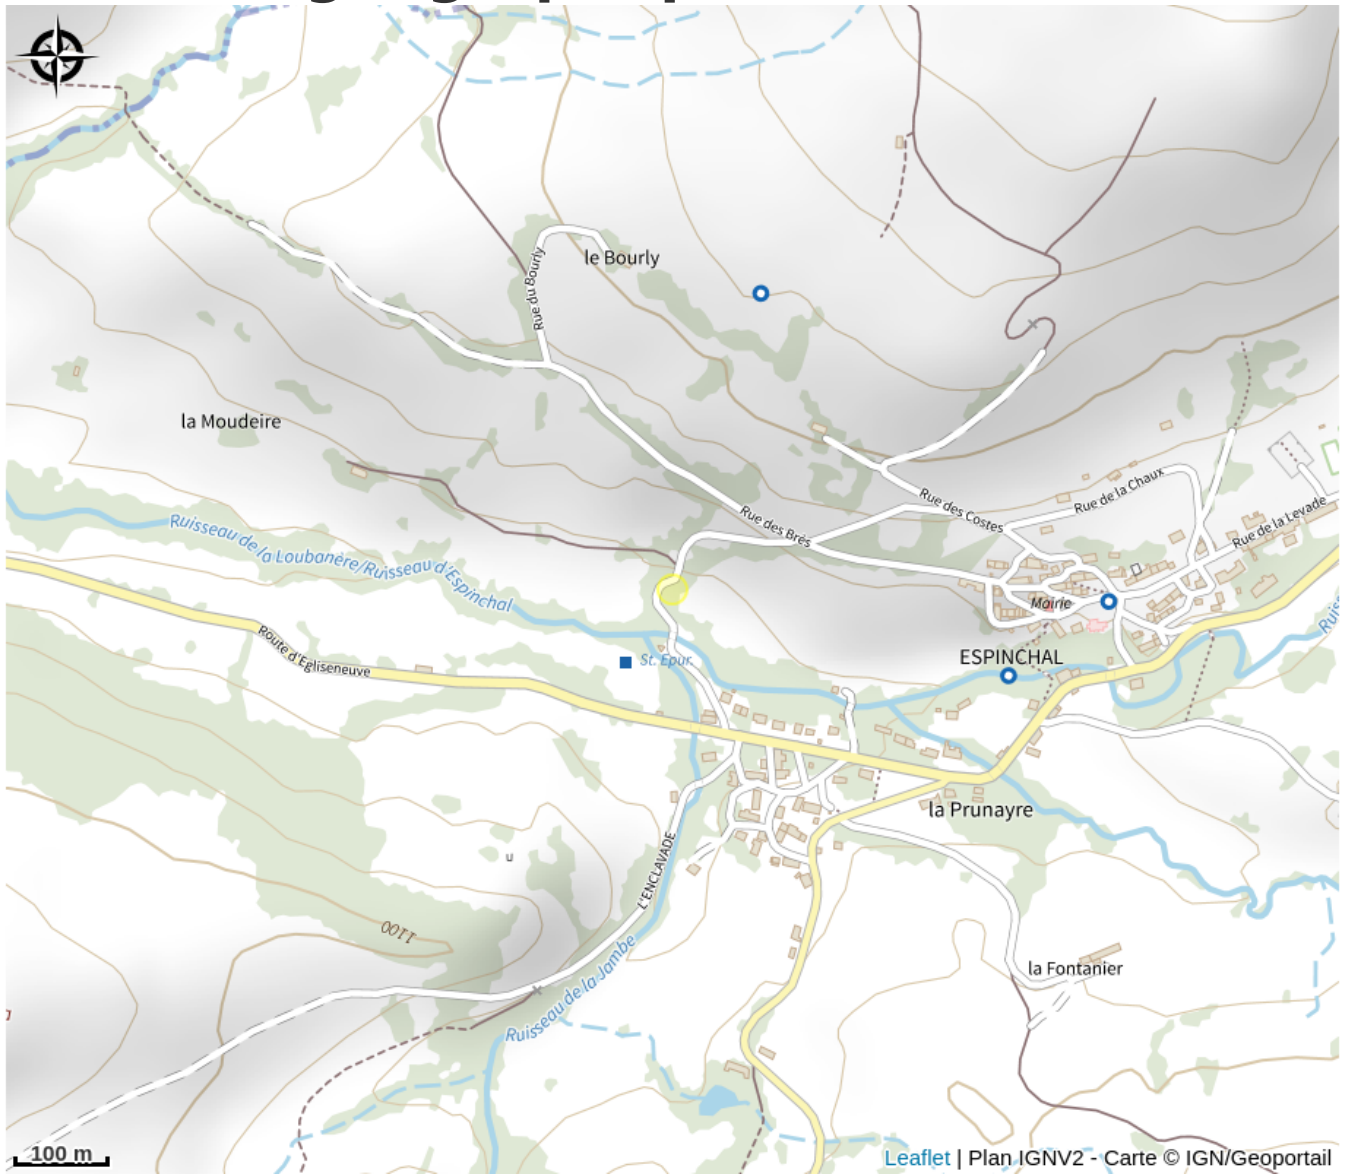 le Bourly
Rue du Bourly
la Moudeire
Rue de la Chaux
Rue des Costes
Rue des Brés
Rue de la Levade
Ruisseau de la Loubanère/Ruisseau d'Espinchal
Mairie
Route d'Egliseneuve
St. Epur.
ESPINCHAL
la Prunayre
L'ENCLAVADE
u
1100
Ruisseau de la Jambe
la Fontanier
100 m
Leaflet | Plan IGNV2 - Carte © IGN/Geoportail